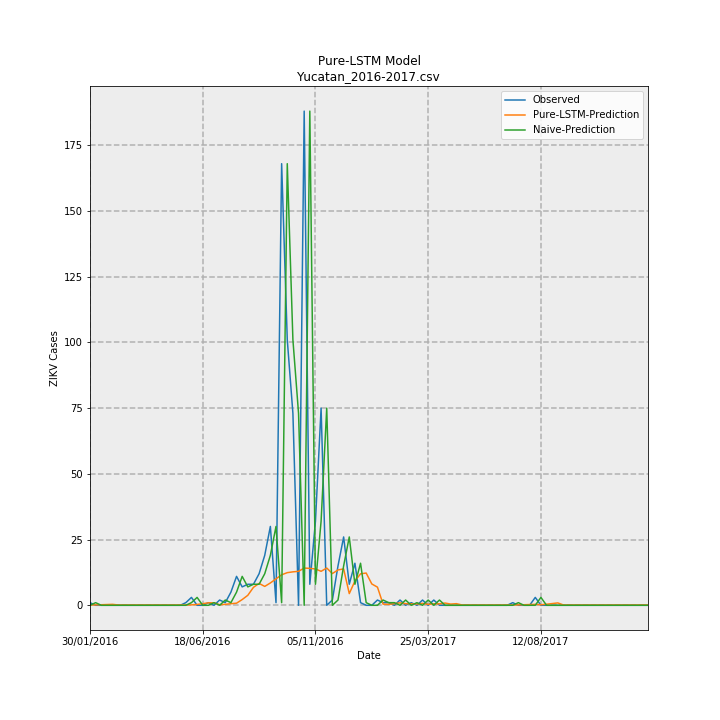 Pure-LSTM Model
Yucatan_2016-2017.csv
Observed
Pure-LSTM-Prediction
Naive-Prediction
ZIKV Cases
175
150
125
100
75
50
25
0
30/01/2016 18/06/2016 05/11/2016 25/03/2017 12/08/2017
Date